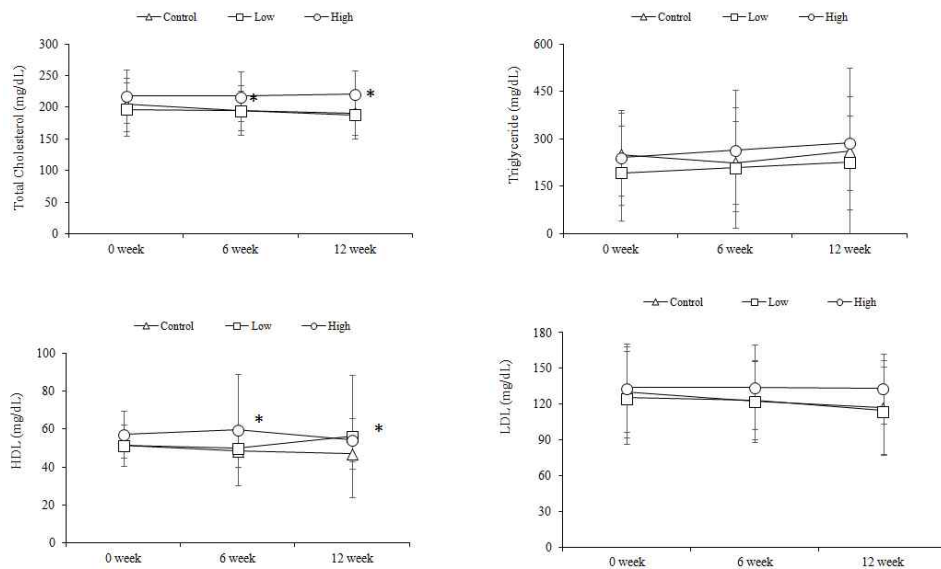 Control Low High
Total Cholesterol (mg/dL)
300
250
200
150
100
50
0
*
*
0 week 6 week 12 week
Control Low High
Triglyceride (mg/dL)
600
450
300
150
0
0 week 6 week 12 week
Control Low High
HDL (mg/dL)
100
80
60
40
20
0
*
*
0 week 6 week 12 week
Control Low High
LDL (mg/dL)
180
150
120
90
60
30
0
0 week 6 week 12 week